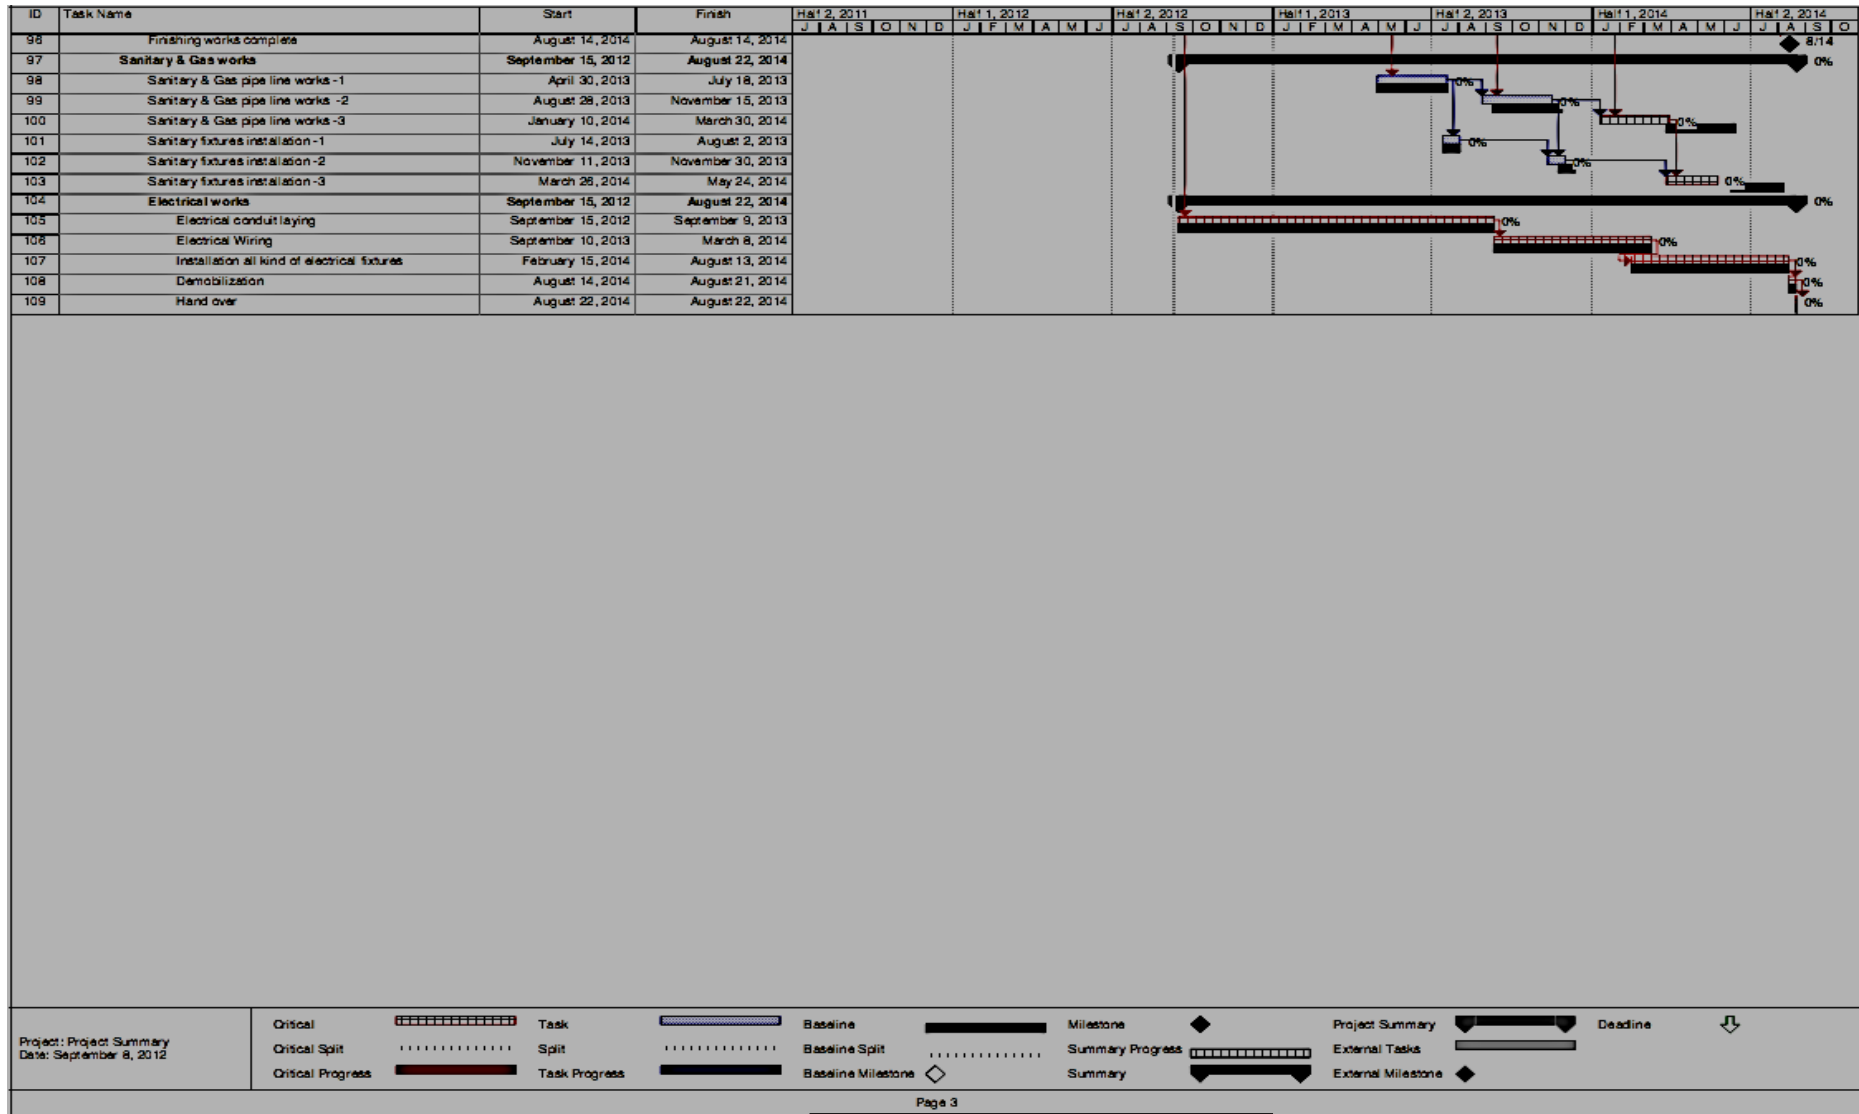 ID Task Name Start Finish Half 2, 2011 Half 1, 2012 Half 2, 2012 Half 1, 2013 Half 2, 2013 Half 1, 2014 Half 2, 2014
J A S O N D J F M A M J J A S O N D J F M A M J J A S O N D J F M A M J J A S O
96 Finishing works complete August 14, 2014 August 14, 2014 8/14
97 Sanitary & Gas works September 15, 2012 August 22, 2014 0%
98 Sanitary & Gas pipe line works -1 April 30, 2013 July 18, 2013 0%
99 Sanitary & Gas pipe line works -2 August 28, 2013 November 15, 2013 0%
100 Sanitary & Gas pipe line works -3 January 10, 2014 March 30, 2014 0%
101 Sanitary fixtures installation -1 July 14, 2013 August 2, 2013 0%
102 Sanitary fixtures installation -2 November 11, 2013 November 30, 2013 0%
103 Sanitary fixtures installation -3 March 26, 2014 May 24, 2014 0%
104 Electrical works September 15, 2012 August 22, 2014 0%
105 Electrical conduit laying September 15, 2012 September 9, 2013 0%
106 Electrical Wiring September 10, 2013 March 8, 2014 0%
107 Installation all kind of electrical fixtures February 15, 2014 August 13, 2014 0%
108 Demobilization August 14, 2014 August 21, 2014 0%
109 Hand over August 22, 2014 August 22, 2014 0%
Project: Project Summary
Date: September 8, 2012
Critical Task Baseline Milestone Project Summary Deadline
Critical Split Split Baseline Split Summary Progress External Tasks
Critical Progress Task Progress Baseline Milestone Summary External Milestone
Page 3